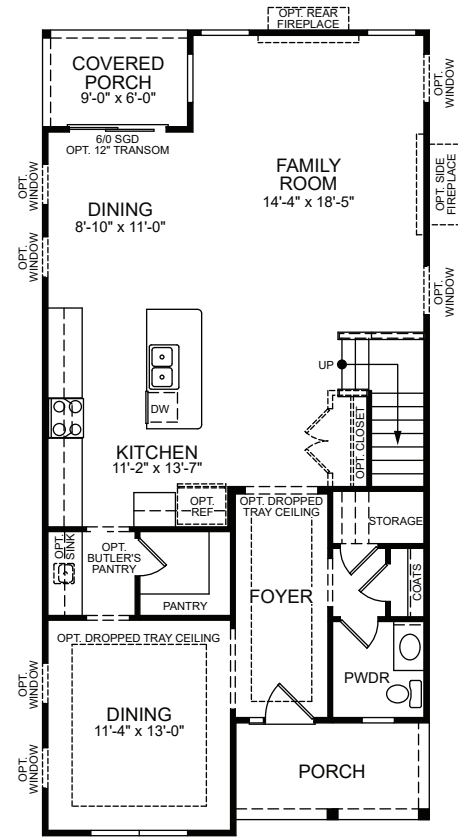 OPT. REAR
FIREPLACE
COVERED
PORCH
9'-0" x 6'-0"
OPT.
WINDOW
6/0 SGD
OPT. 12" TRANSOM
FAMILY
ROOM
14'-4" x 18'-5"
OPT. SIDE
FIREPLACE
OPT.
WINDOW
DINING
8'-10" x 11'-0"
OPT.
WINDOW
OPT.
WINDOW
UP
DW
OPT. CLOSET
KITCHEN
11'-2" x 13'-7"
OPT.
REF
OPT. DROPPED
TRAY CEILING
STORAGE
OPT.
SINK
OPT.
BUTLER'S
PANTRY
PANTRY
FOYER
COATS
OPT. DROPPED TRAY CEILING
PWDR
OPT.
WINDOW
DINING
11'-4" x 13'-0"
OPT.
WINDOW
PORCH